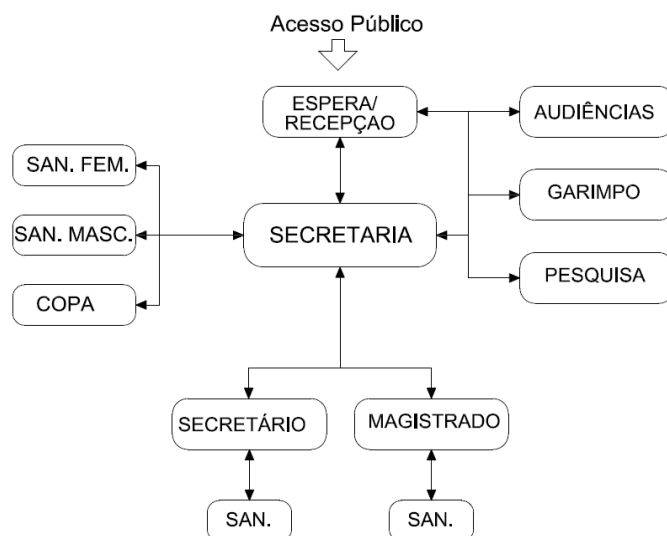 Acesso Público
ESPERA/
RECEPÇAO
AUDIÊNCIAS
SAN. FEM.
GARIMPO
SAN. MASC.
SECRETARIA
PESQUISA
COPA
SECRETÁRIO
MAGISTRADO
SAN.
SAN.